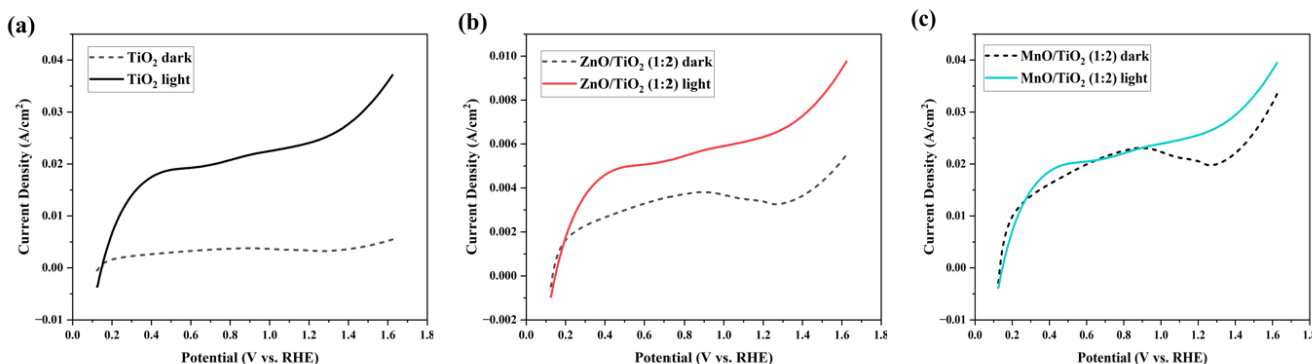 (a)
TiO₂ dark
TiO₂ light
Current Density (A/cm²)
0.04
0.03
0.02
0.01
0.00
−0.01
0.0 0.2 0.4 0.6 0.8 1.0 1.2 1.4 1.6 1.8
Potential (V vs. RHE)
(b)
ZnO/TiO₂ (1:2) dark
ZnO/TiO₂ (1:2) light
Current Density (A/cm²)
0.010
0.008
0.006
0.004
0.002
0.000
−0.002
0.0 0.2 0.4 0.6 0.8 1.0 1.2 1.4 1.6 1.8
Potential (V vs. RHE)
(c)
MnO/TiO₂ (1:2) dark
MnO/TiO₂ (1:2) light
Current Density (A/cm²)
0.04
0.03
0.02
0.01
0.00
−0.01
0.0 0.2 0.4 0.6 0.8 1.0 1.2 1.4 1.6 1.8
Potential (V vs. RHE)